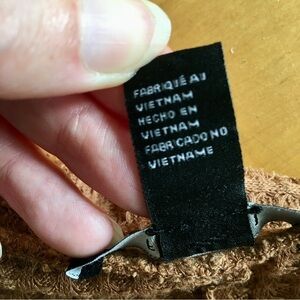 FABRIQUÉ AU
VIETNAM
HECHO EN
VIETNAM
FABRICADO NO
VIETNAME